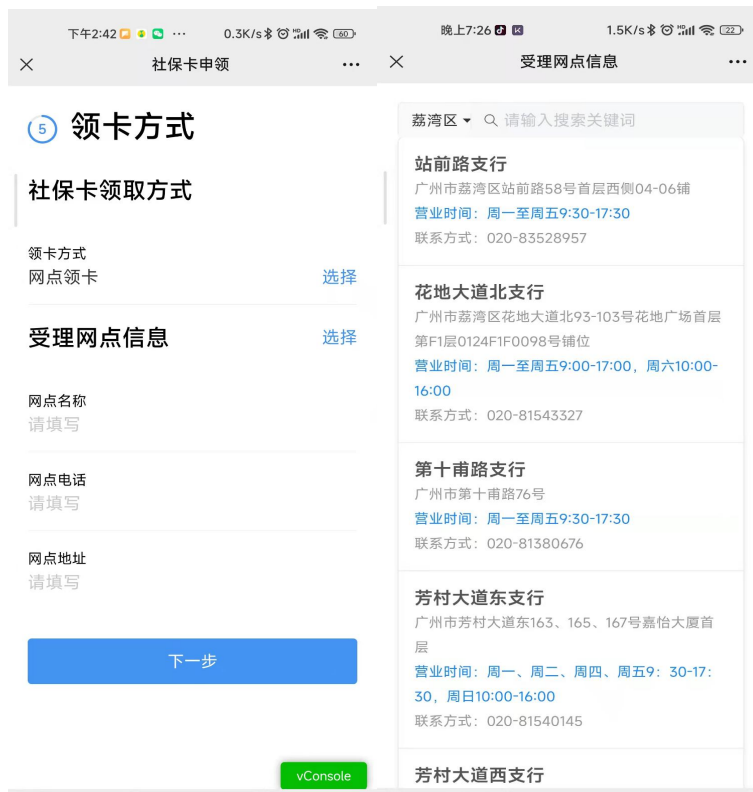 下午2:42 ··· 0.3K/s 60
社保卡申领
5 领卡方式
社保卡领取方式
领卡方式
网点领卡 选择
受理网点信息 选择
网点名称
请填写
网点电话
请填写
网点地址
请填写
下一步
vConsole
晚上7:26 1.5K/s 22
受理网点信息
荔湾区 请输入搜索关键词
站前路支行
广州市荔湾区站前路58号首层西侧04-06铺
营业时间：周一至周五9:30-17:30
联系方式：020-83528957
花地大道北支行
广州市荔湾区花地大道北93-103号花地广场首层
第F1层0124F1F0098号铺位
营业时间：周一至周五9:00-17:00，周六10:00-
16:00
联系方式：020-81543327
第十甫路支行
广州市第十甫路76号
营业时间：周一至周五9:30-17:30
联系方式：020-81380676
芳村大道东支行
广州市芳村大道东163、165、167号嘉怡大厦首
层
营业时间：周一、周二、周四、周五9：30-17：
30，周日10:00-16:00
联系方式：020-81540145
芳村大道西支行